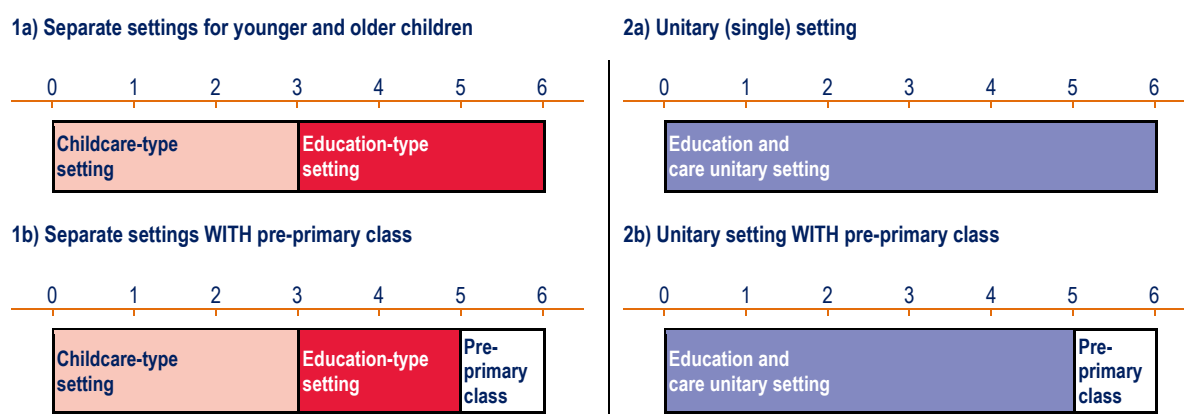 1a) Separate settings for younger and older children
0 1 2 3 4 5 6
Childcare-type
setting
Education-type
setting
1b) Separate settings WITH pre-primary class
0 1 2 3 4 5 6
Childcare-type
setting
Education-type
setting
Pre-
primary
class
2a) Unitary (single) setting
0 1 2 3 4 5 6
Education and
care unitary setting
2b) Unitary setting WITH pre-primary class
0 1 2 3 4 5 6
Education and
care unitary setting
Pre-
primary
class